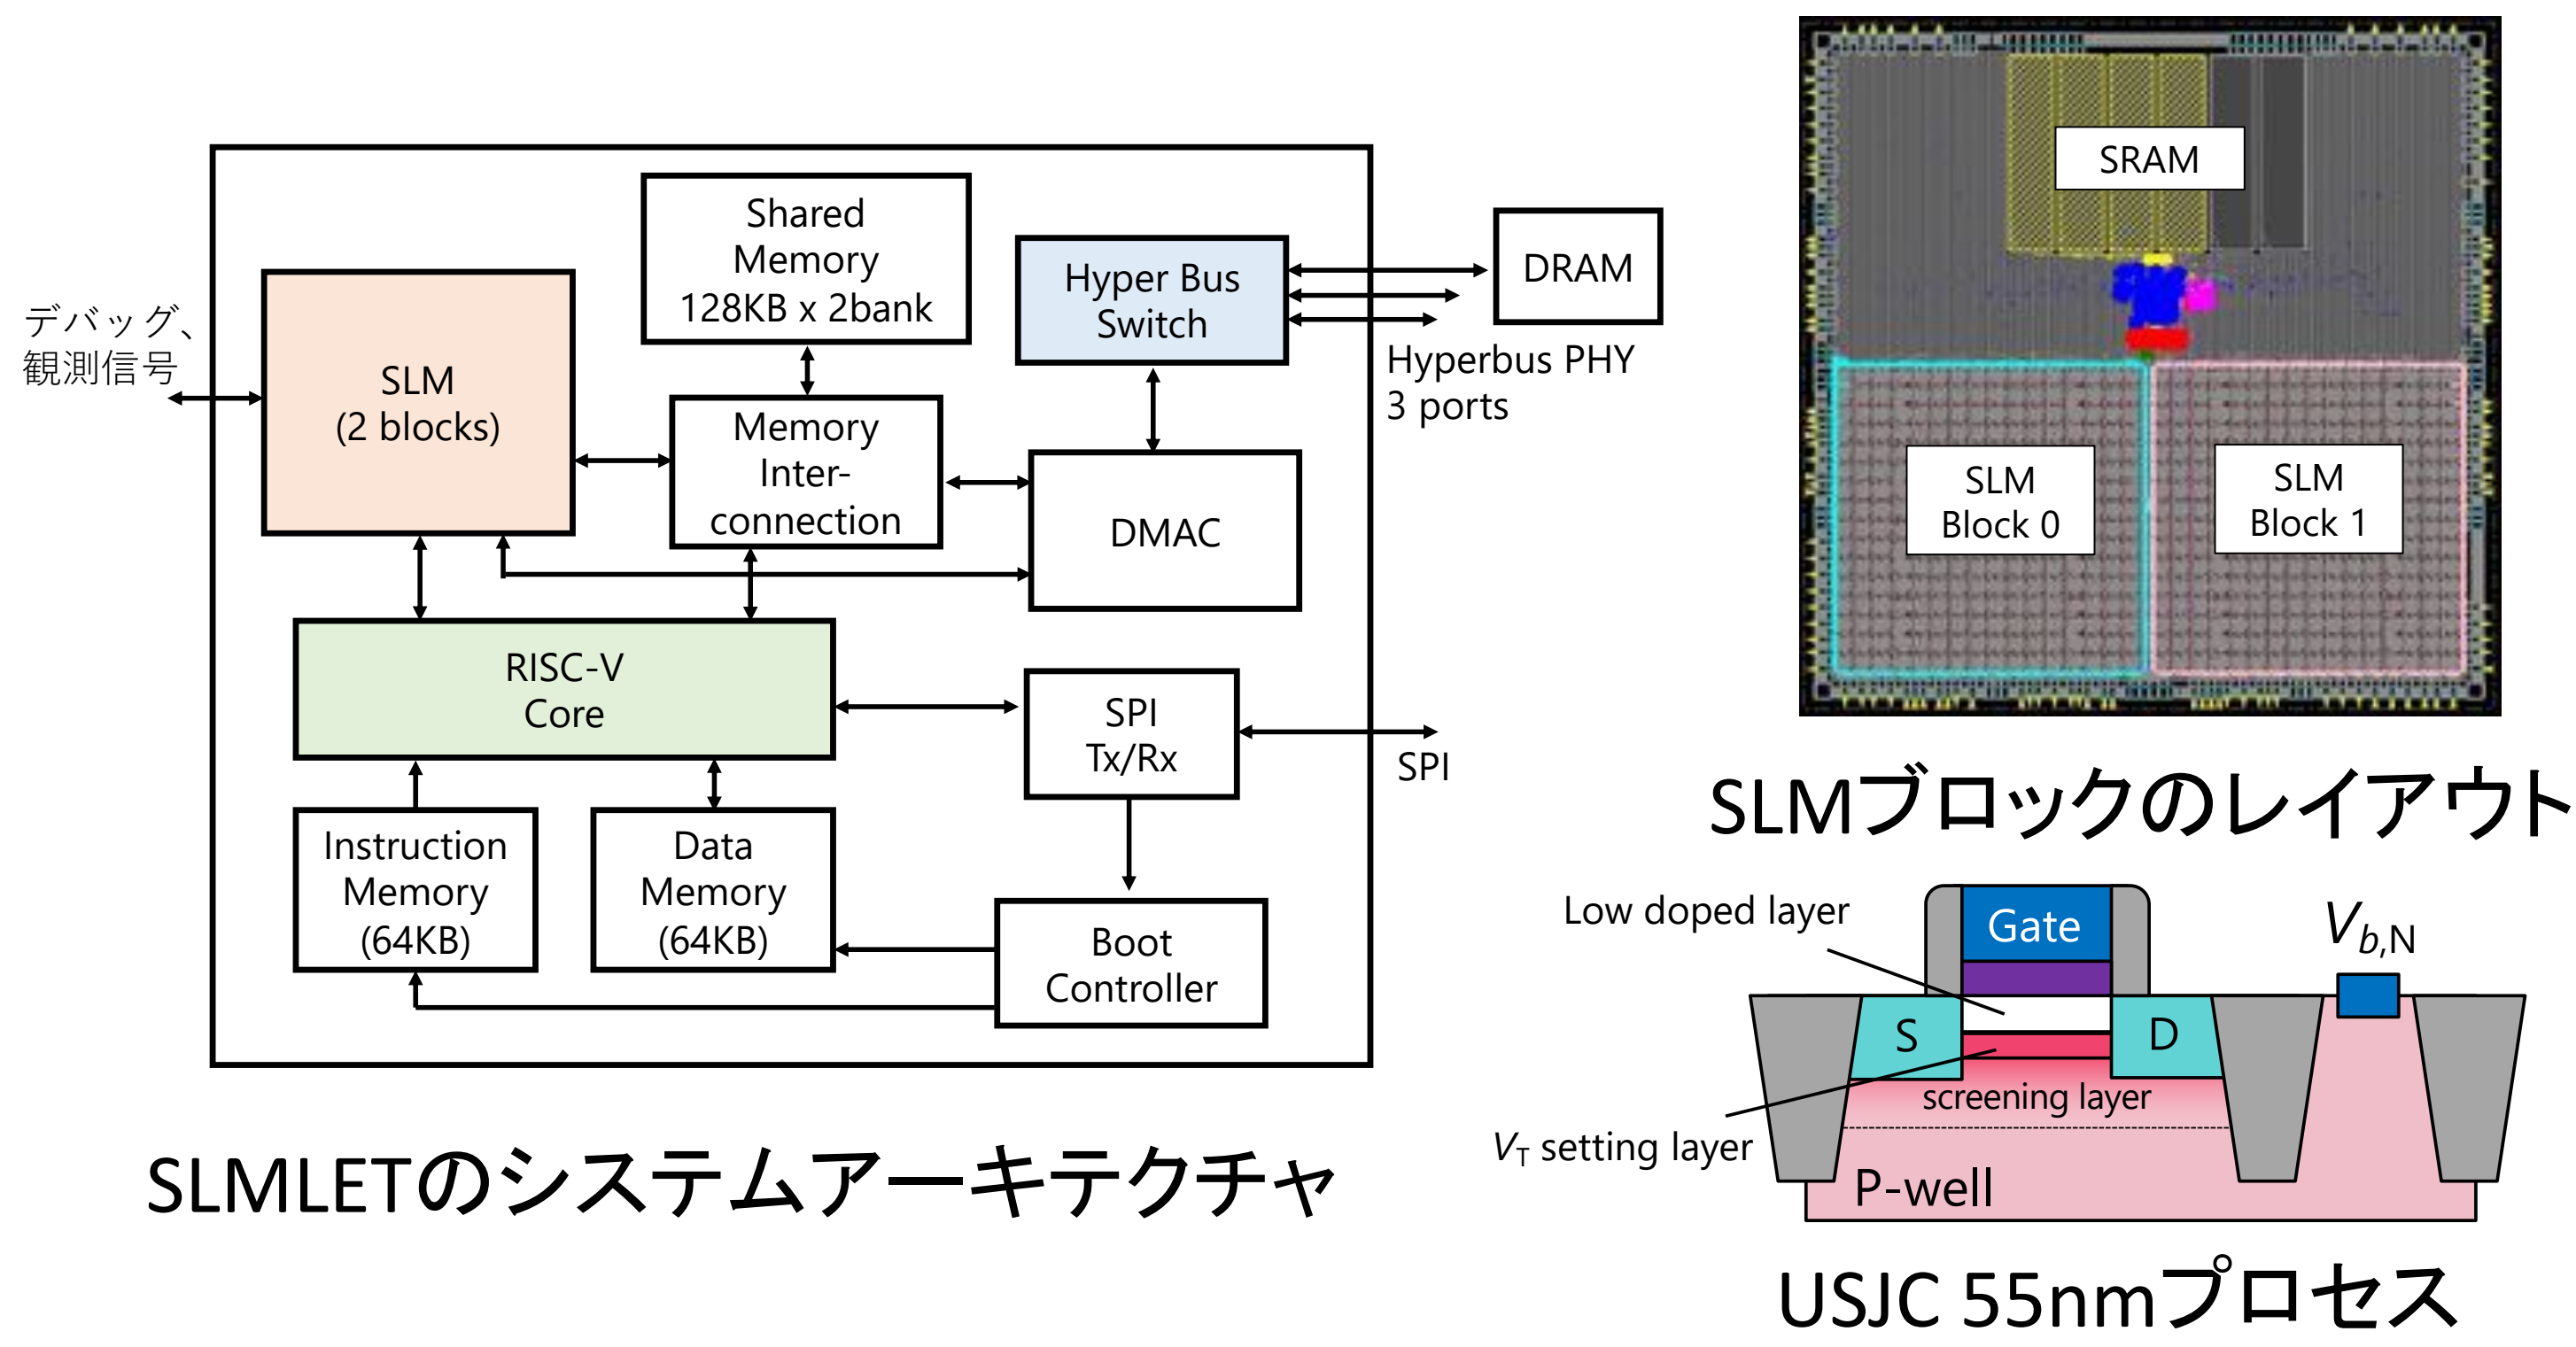 デバッグ、
観測信号
SLM
(2 blocks)
Shared
Memory
128KB x 2bank
Hyper Bus
Switch
DRAM
Hyperbus PHY
3 ports
Memory
Inter-
connection
DMAC
RISC-V
Core
SPI
Tx/Rx
SPI
Instruction
Memory
(64KB)
Data
Memory
(64KB)
Boot
Controller
SLMLETのシステムアーキテクチャ
SRAM
SLM
Block 0
SLM
Block 1
SLMブロックのレイアウト
Low doped layer
Gate
Vb,N
S
D
screening layer
VT setting layer
P-well
USJC 55nmプロセス